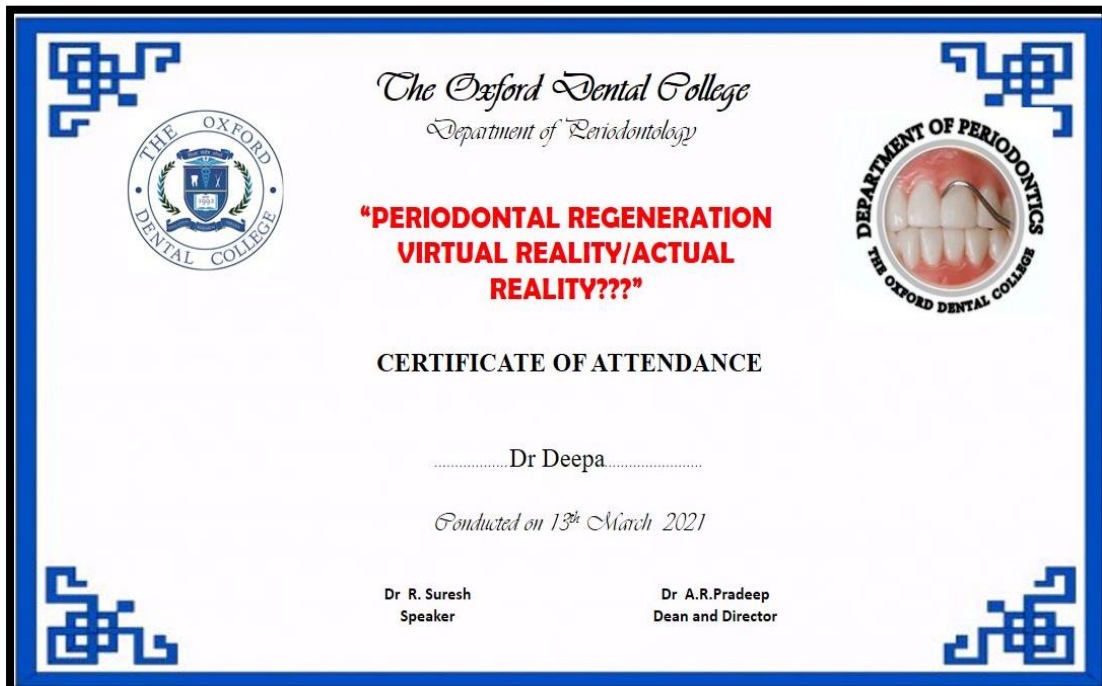 The Oxford Dental College
Department of Periodontology
THE OXFORD DENTAL COLLEGE
1992
DEPARTMENT OF PERIODONTICS
THE OXFORD DENTAL COLLEGE
“PERIODONTAL REGENERATION
VIRTUAL REALITY/ACTUAL
REALITY???”
CERTIFICATE OF ATTENDANCE
...................Dr Deepa.........................
Conducted on 13th March 2021
Dr R. Suresh
Speaker
Dr A.R.Pradeep
Dean and Director